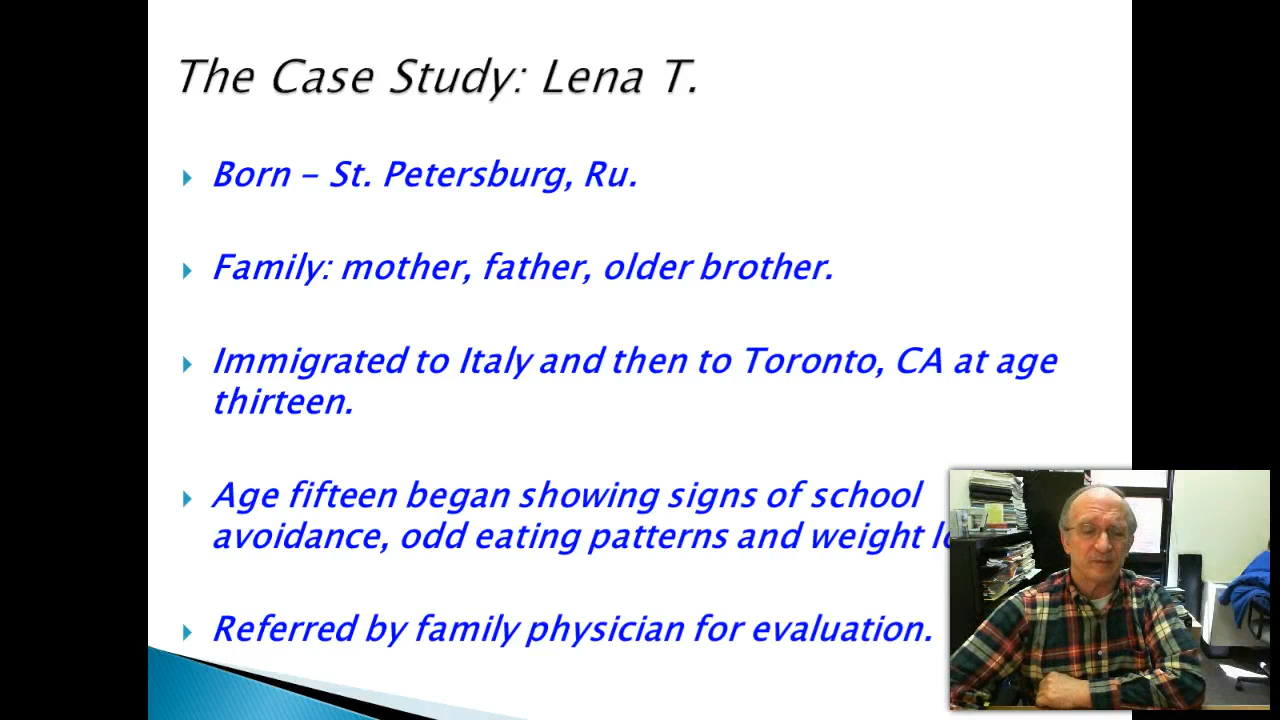 The Case Study: Lena T.
Born - St. Petersburg, Ru.
Family: mother, father, older brother.
Immigrated to Italy and then to Toronto, CA at age
thirteen.
Age fifteen began showing signs of school
avoidance, odd eating patterns and weight
Referred by family physician for evaluation.